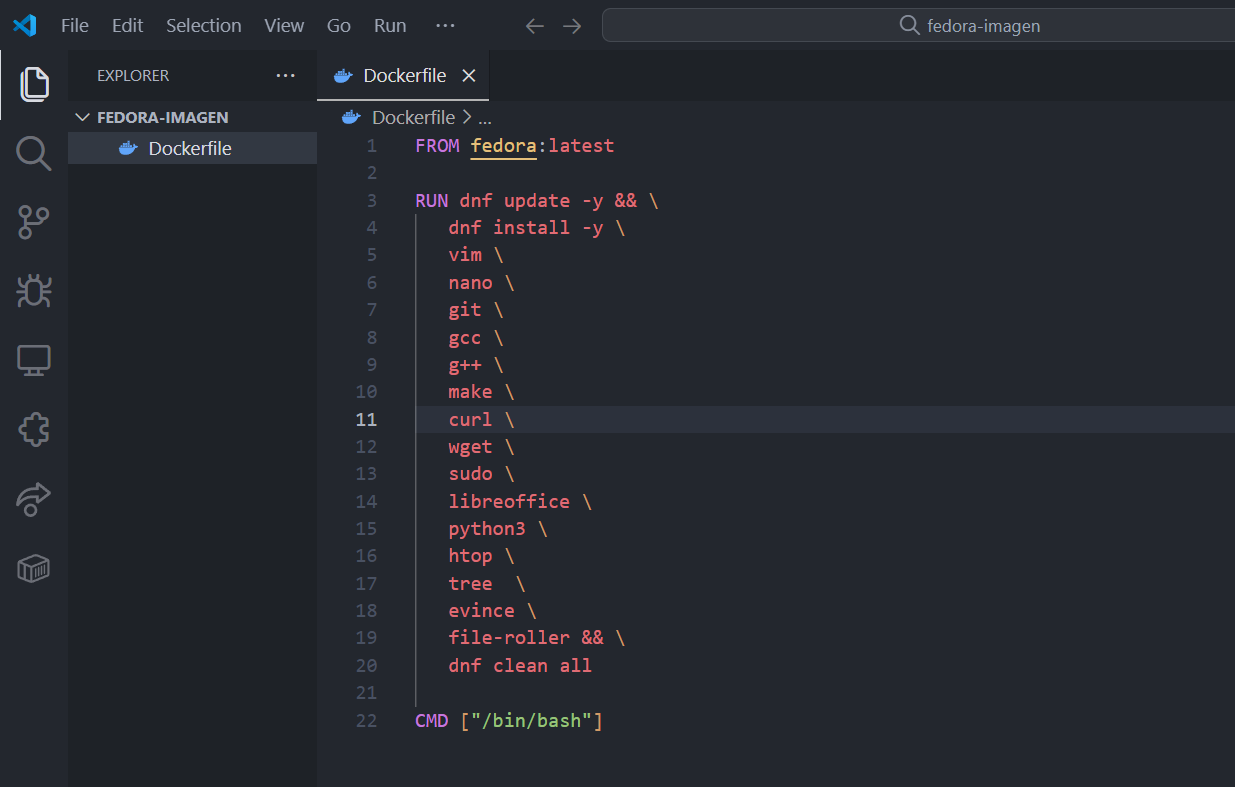 File Edit Selection View Go Run ··· ← → fedora-imagen
EXPLORER ···
FEDORA-IMAGEN
Dockerfile
Dockerfile ×
Dockerfile > ...
1 FROM fedora:latest
2
3 RUN dnf update -y && \
4 dnf install -y \
5 vim \
6 nano \
7 git \
8 gcc \
9 g++ \
10 make \
11 curl \
12 wget \
13 sudo \
14 libreoffice \
15 python3 \
16 htop \
17 tree  \
18 evince \
19 file-roller && \
20 dnf clean all
21
22 CMD ["/bin/bash"]